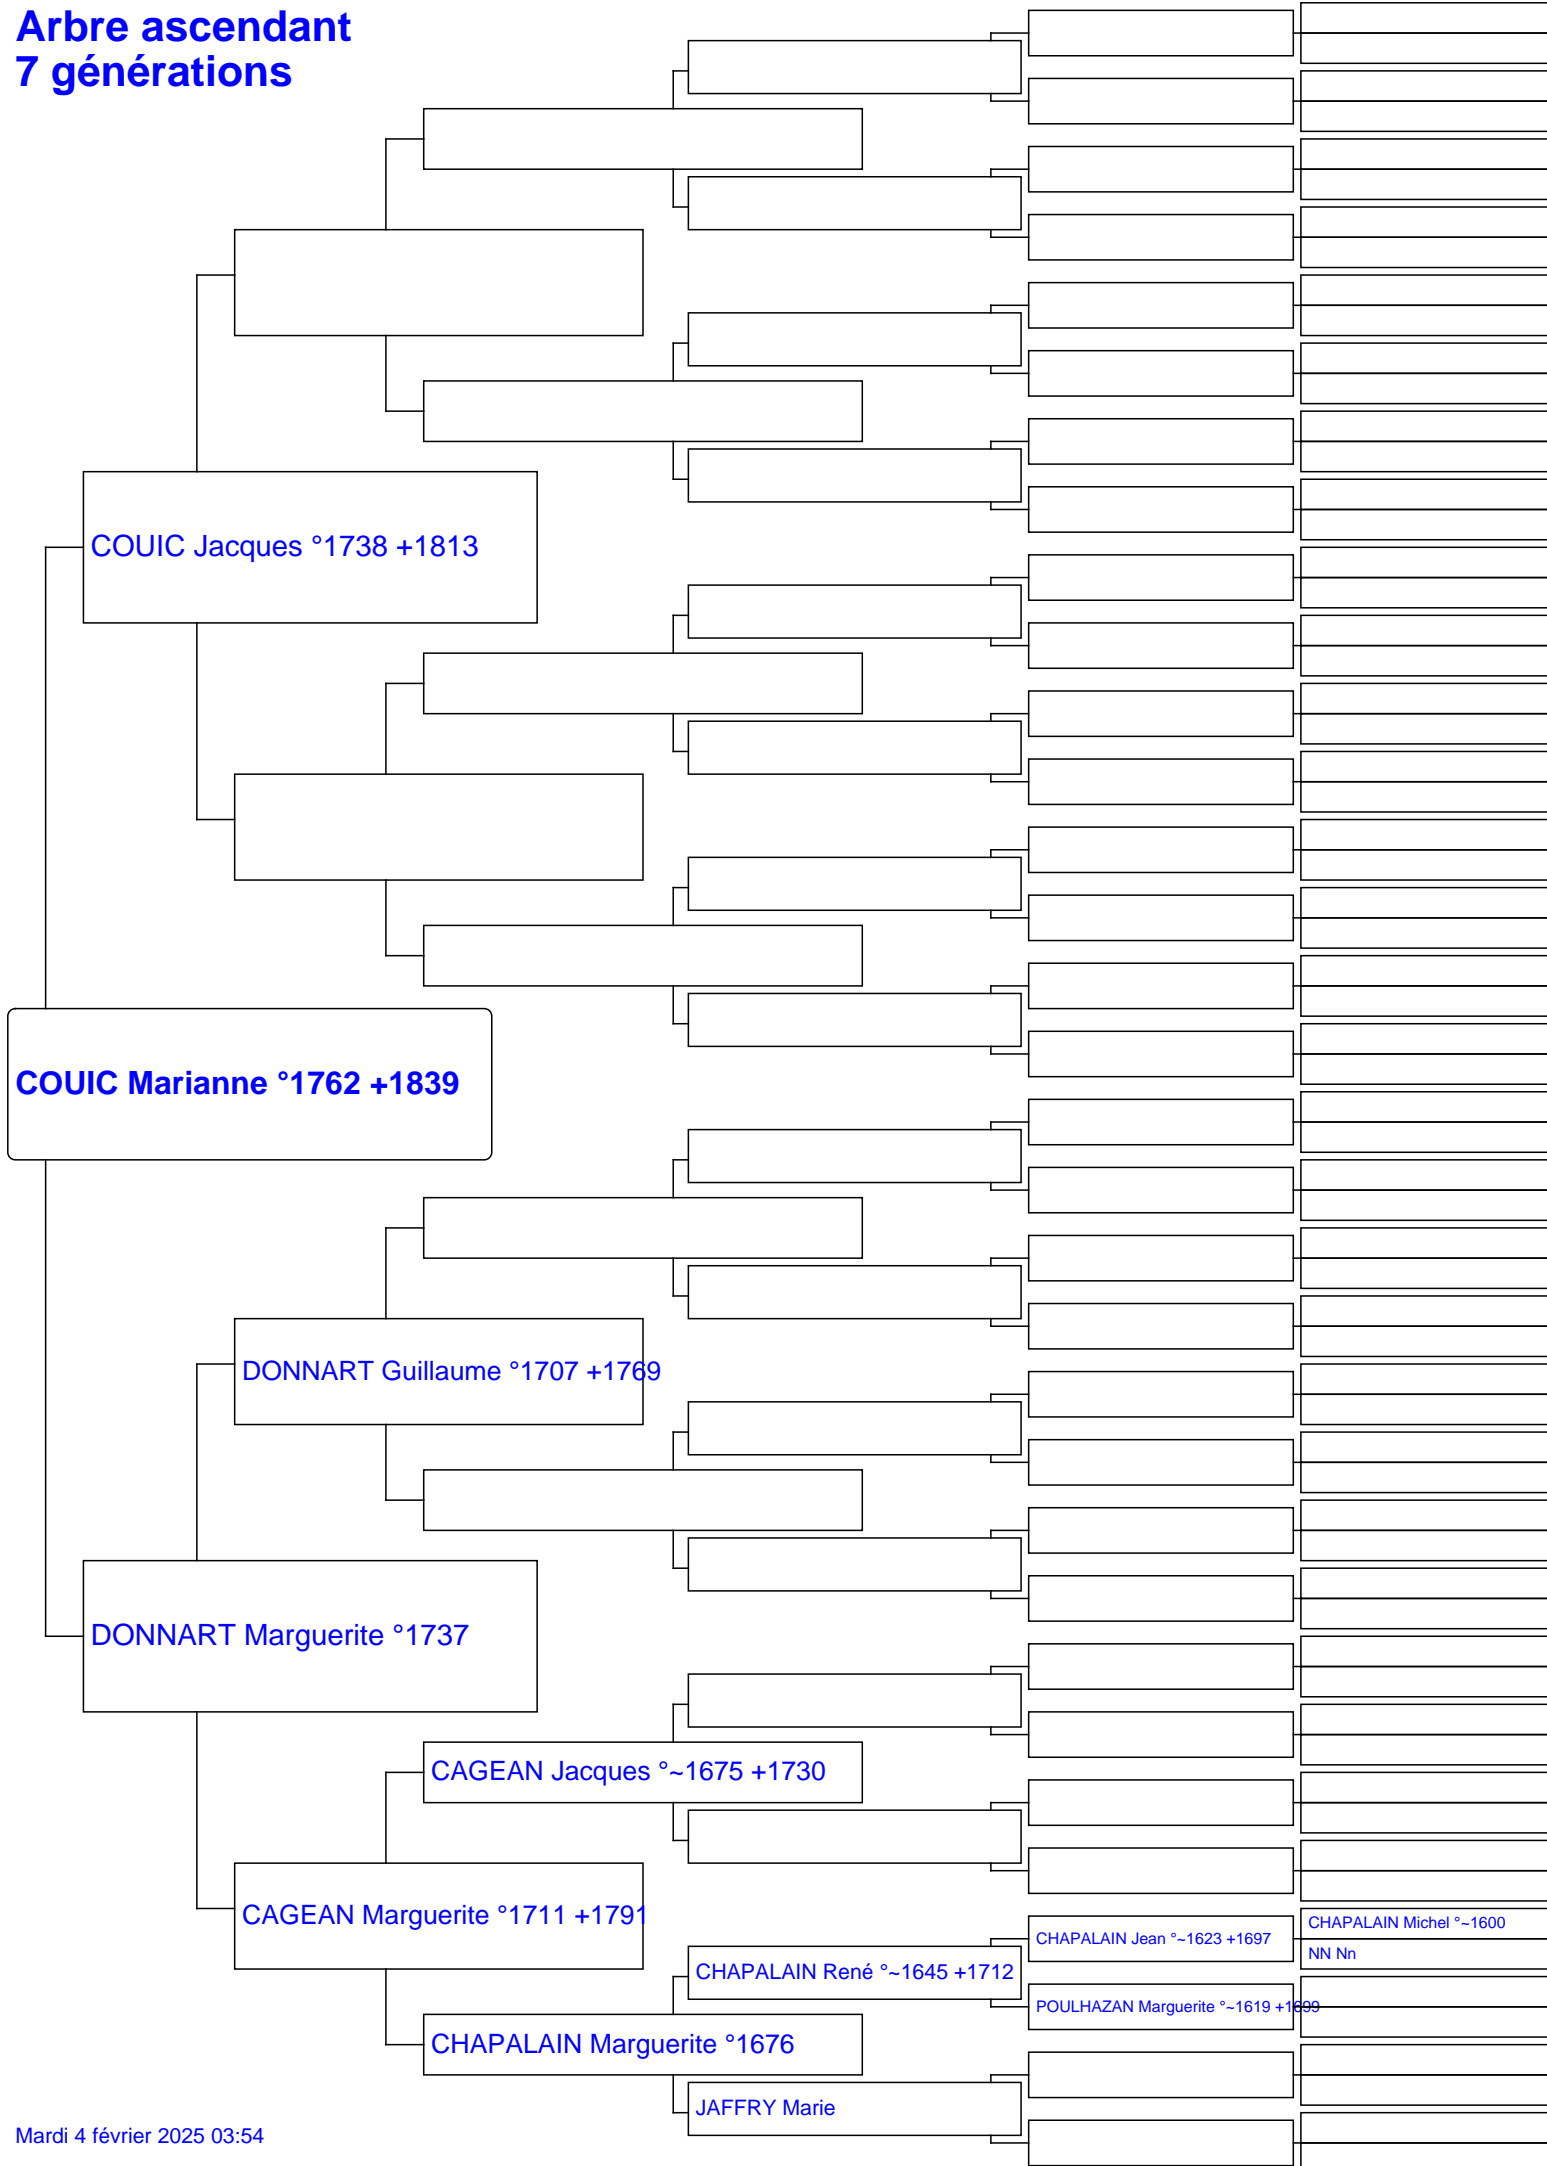 Arbre ascendant
7 générations
COUIC Jacques °1738 +1813
COUIC Marianne °1762 +1839
DONNART Guillaume °1707 +1769
DONNART Marguerite °1737
CAGEAN Jacques °~1675 +1730
CAGEAN Marguerite °1711 +1791
CHAPALAIN Michel °~1600
CHAPALAIN Jean °~1623 +1697
NN Nn
CHAPALAIN René °~1645 +1712
POULHAZAN Marguerite °~1619 +1699
CHAPALAIN Marguerite °1676
JAFFRY Marie
Mardi 4 février 2025 03:54